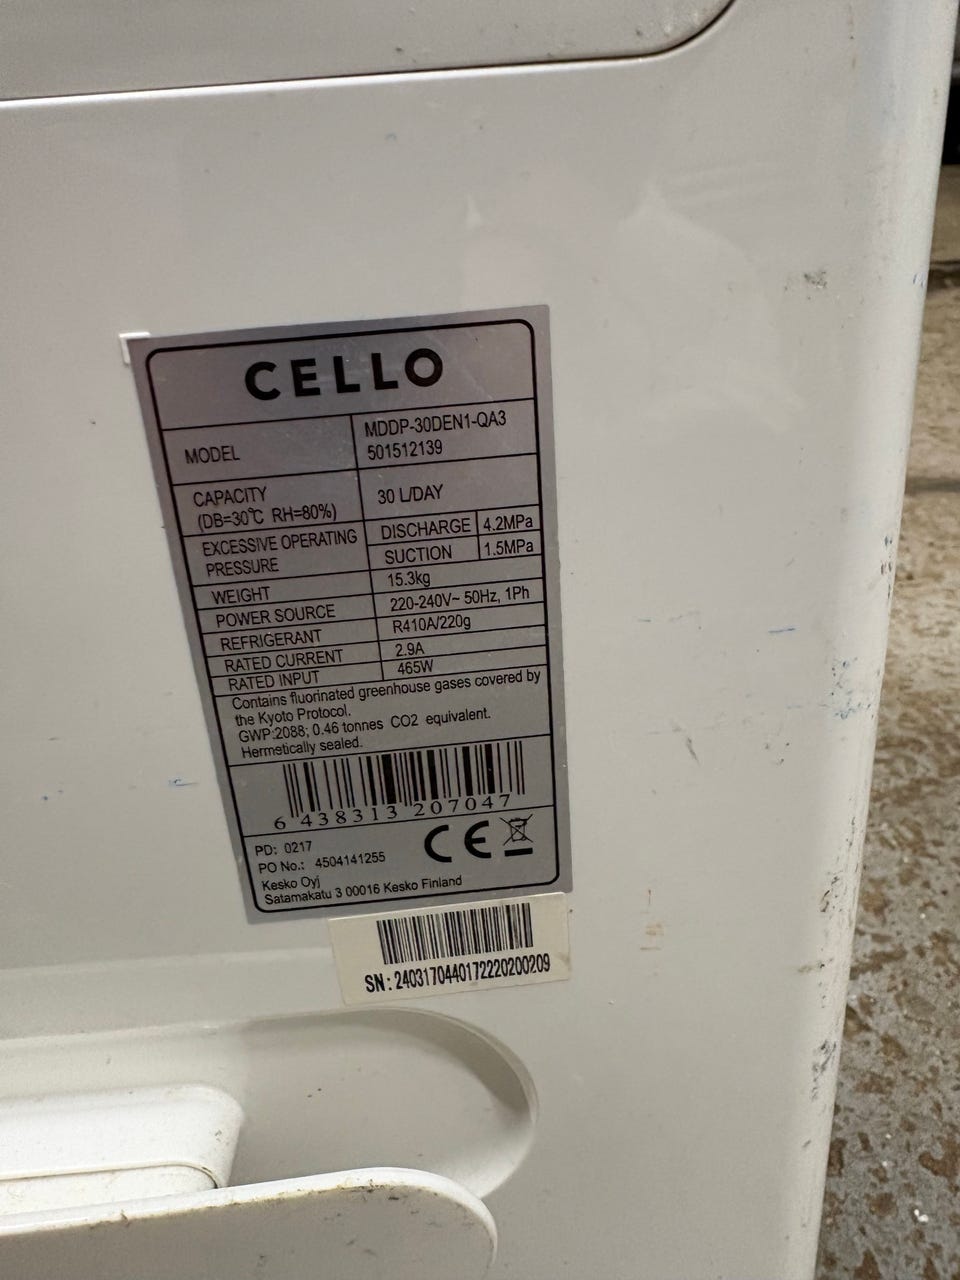 CELLO
MODEL MDDP-30DEN1-QA3
501512139
CAPACITY
(DB=30℃ RH=80%) 30 L/DAY
EXCESSIVE OPERATING
PRESSURE
DISCHARGE 4.2MPa
SUCTION 1.5MPa
WEIGHT 15.3kg
POWER SOURCE 220-240V~ 50Hz, 1Ph
REFRIGERANT R410A/220g
RATED CURRENT 2.9A
RATED INPUT 465W
Contains fluorinated greenhouse gases covered by
the Kyoto Protocol.
GWP:2088; 0.46 tonnes CO2 equivalent.
Hermetically sealed.
6 438313 207047
PD: 0217
PO No.: 4504141255
CE
Kesko Oyj
Satamakatu 3 00016 Kesko Finland
SN: 2403170440172220200209